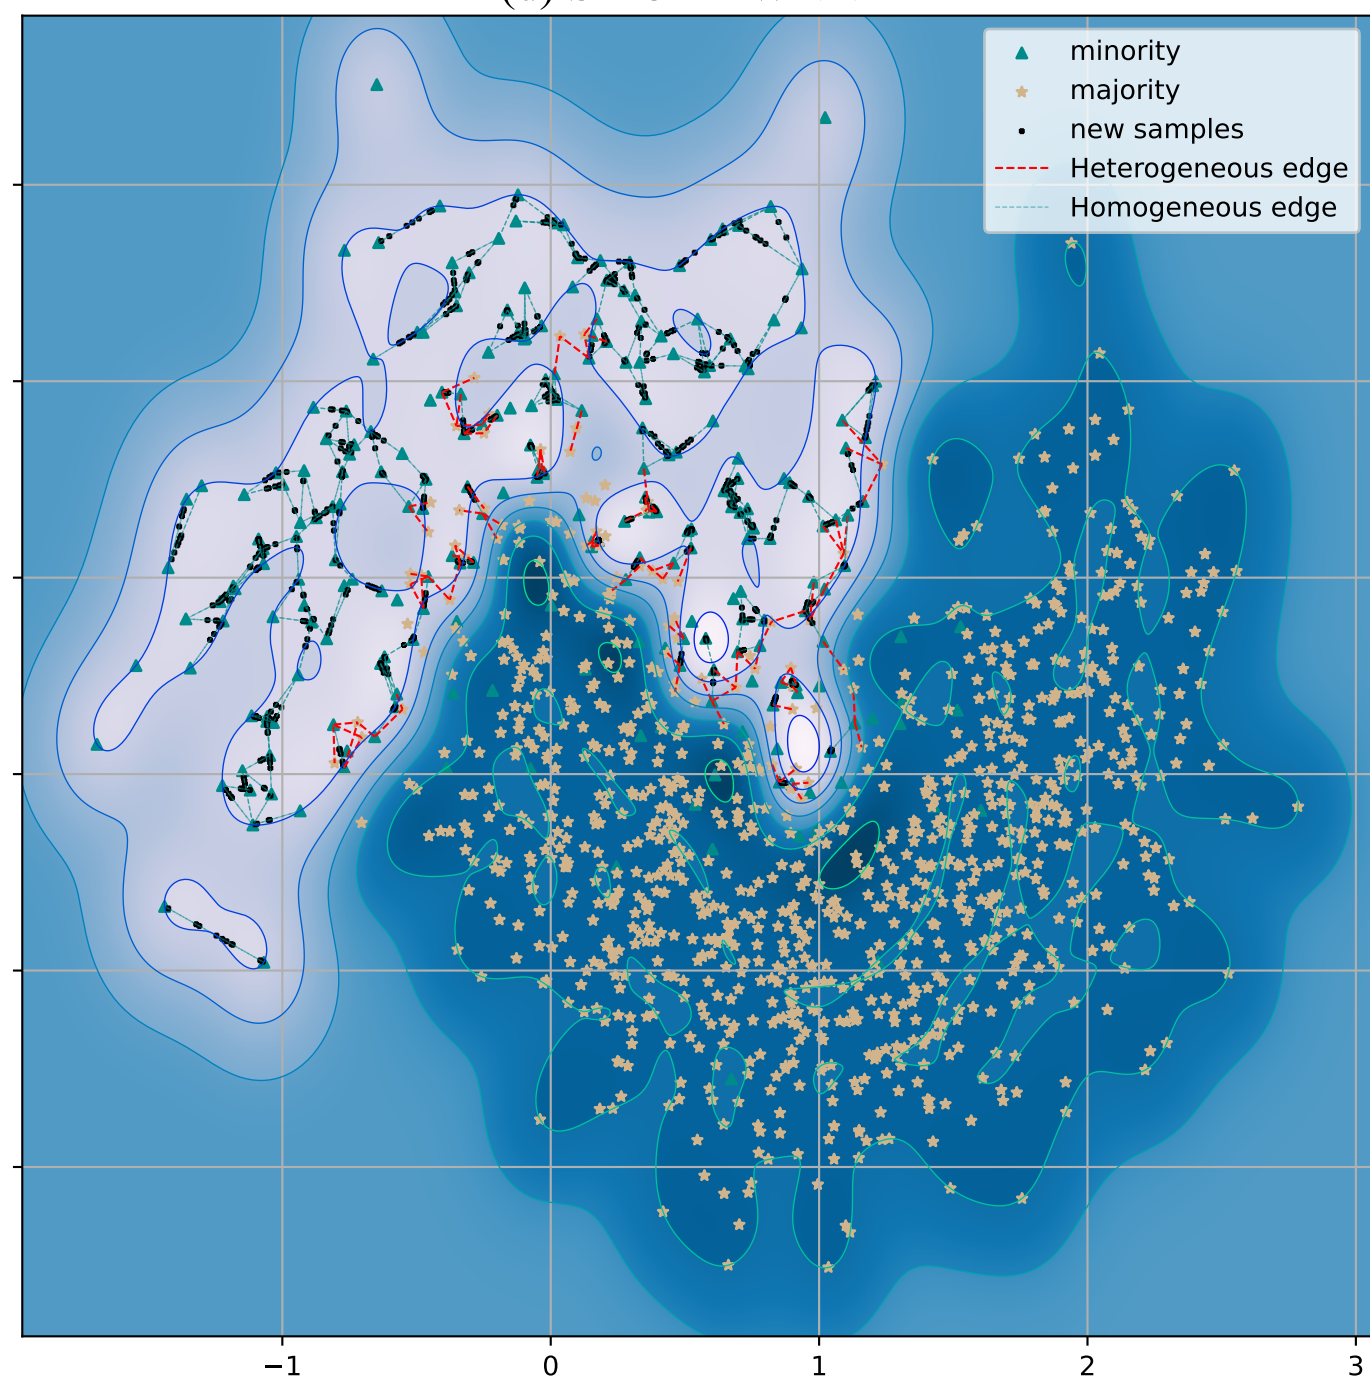 minority
majority
new samples
Heterogeneous edge
Homogeneous edge
−1 0 1 2 3